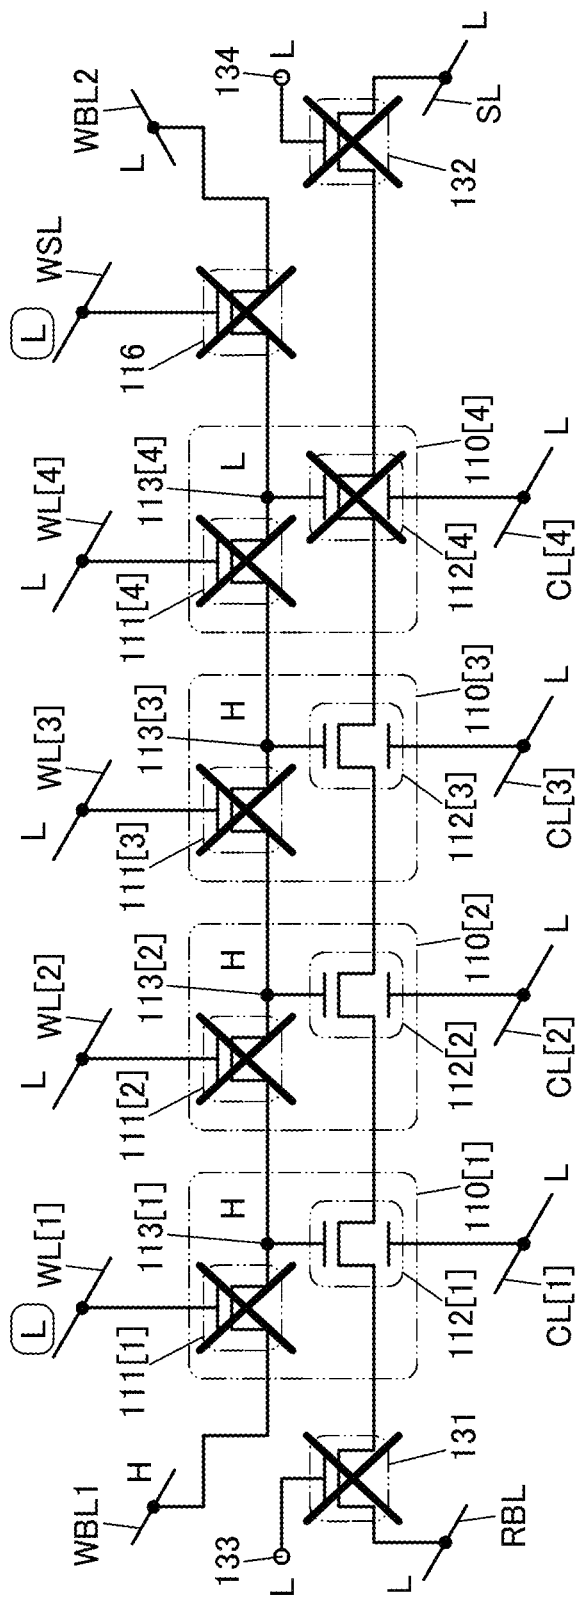 L L
WL[1] WL[2] WL[3] WL[4] WSL
L L L
WBL1 WBL2
H L
111[1] 113[1] 111[2] 113[2] 111[3] 113[3] 111[4] 113[4] 116
H H H L
133 134
L L
112[1] 112[2] 112[3] 112[4]
131 132
110[1] 110[2] 110[3] 110[4]
L L
RBL SL
L L L L
CL[1] CL[2] CL[3] CL[4]